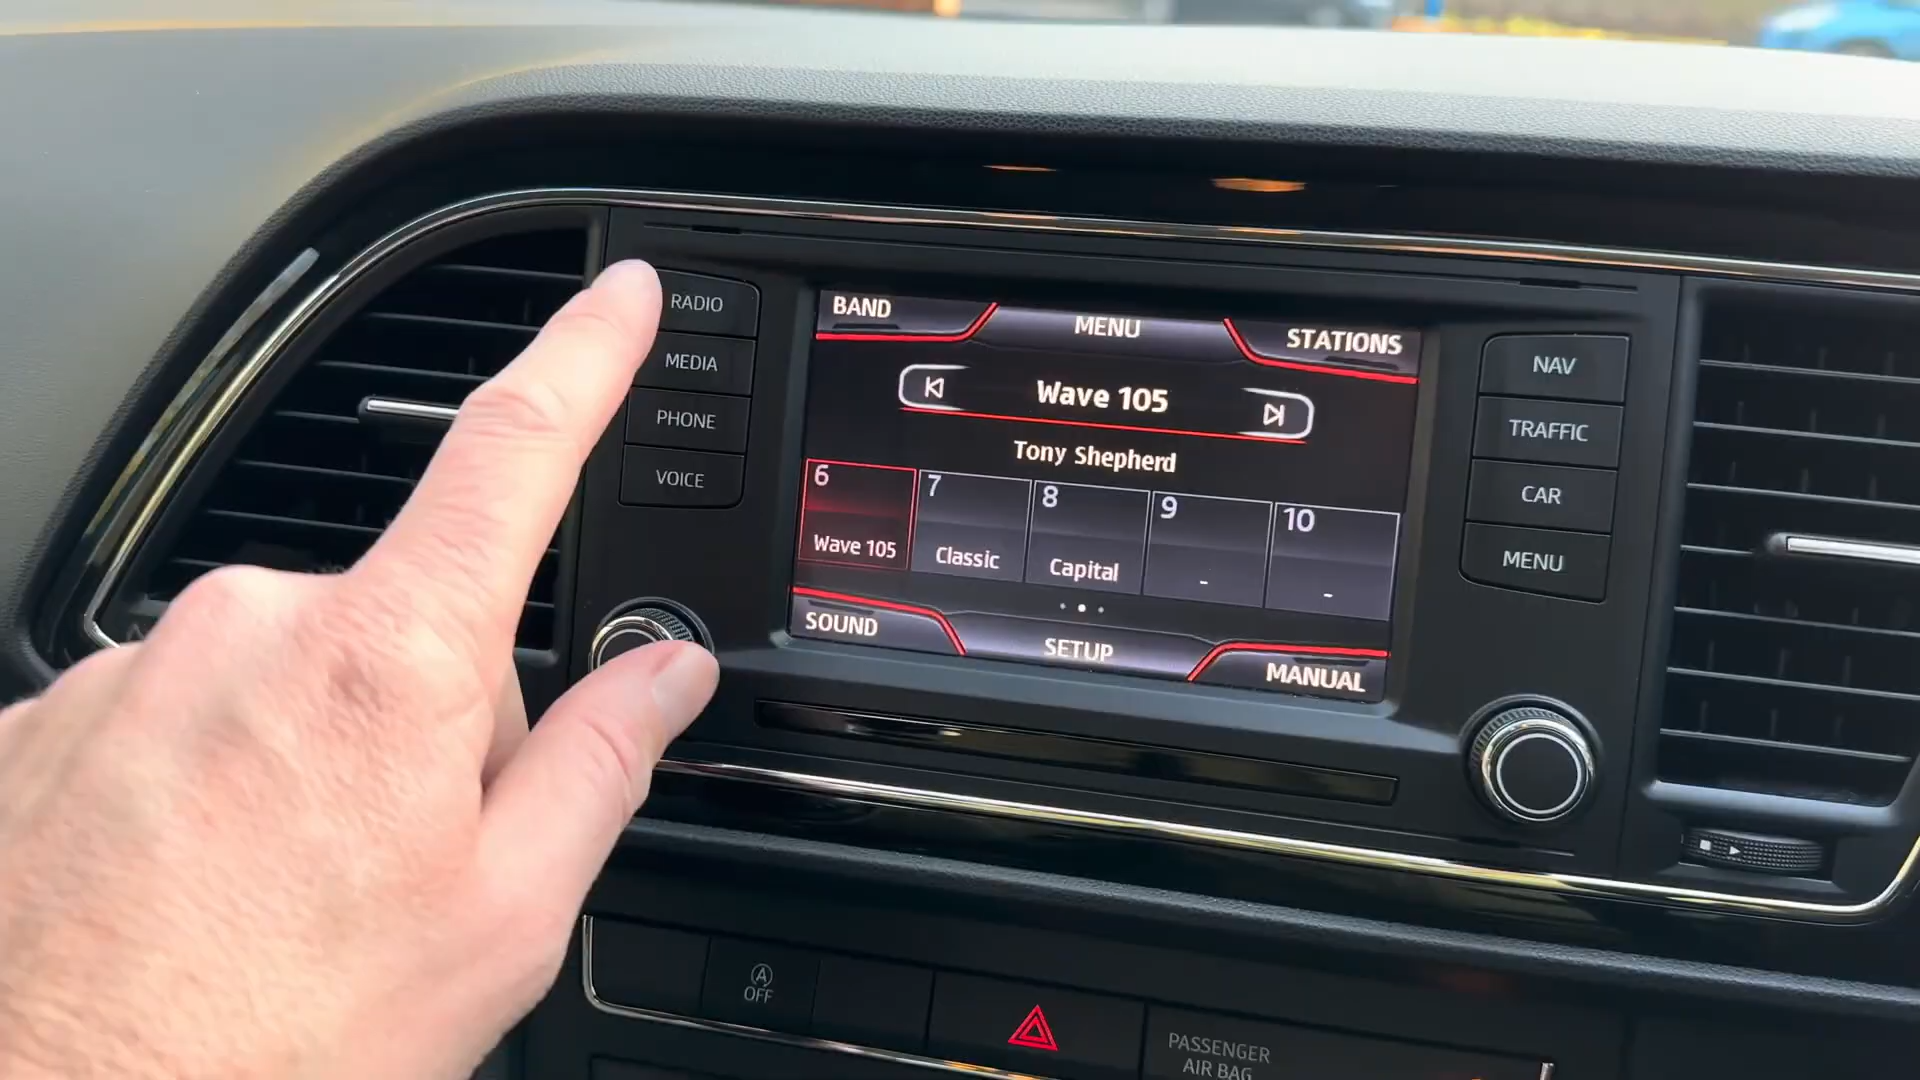 RADIO
MEDIA
PHONE
VOICE
BAND
MENU
STATIONS
Wave 105
Tony Shepherd
6
Wave 105
7
Classic
8
Capital
9
-
10
-
SOUND
SETUP
MANUAL
NAV
TRAFFIC
CAR
MENU
A
OFF
PASSENGER
AIR BAG